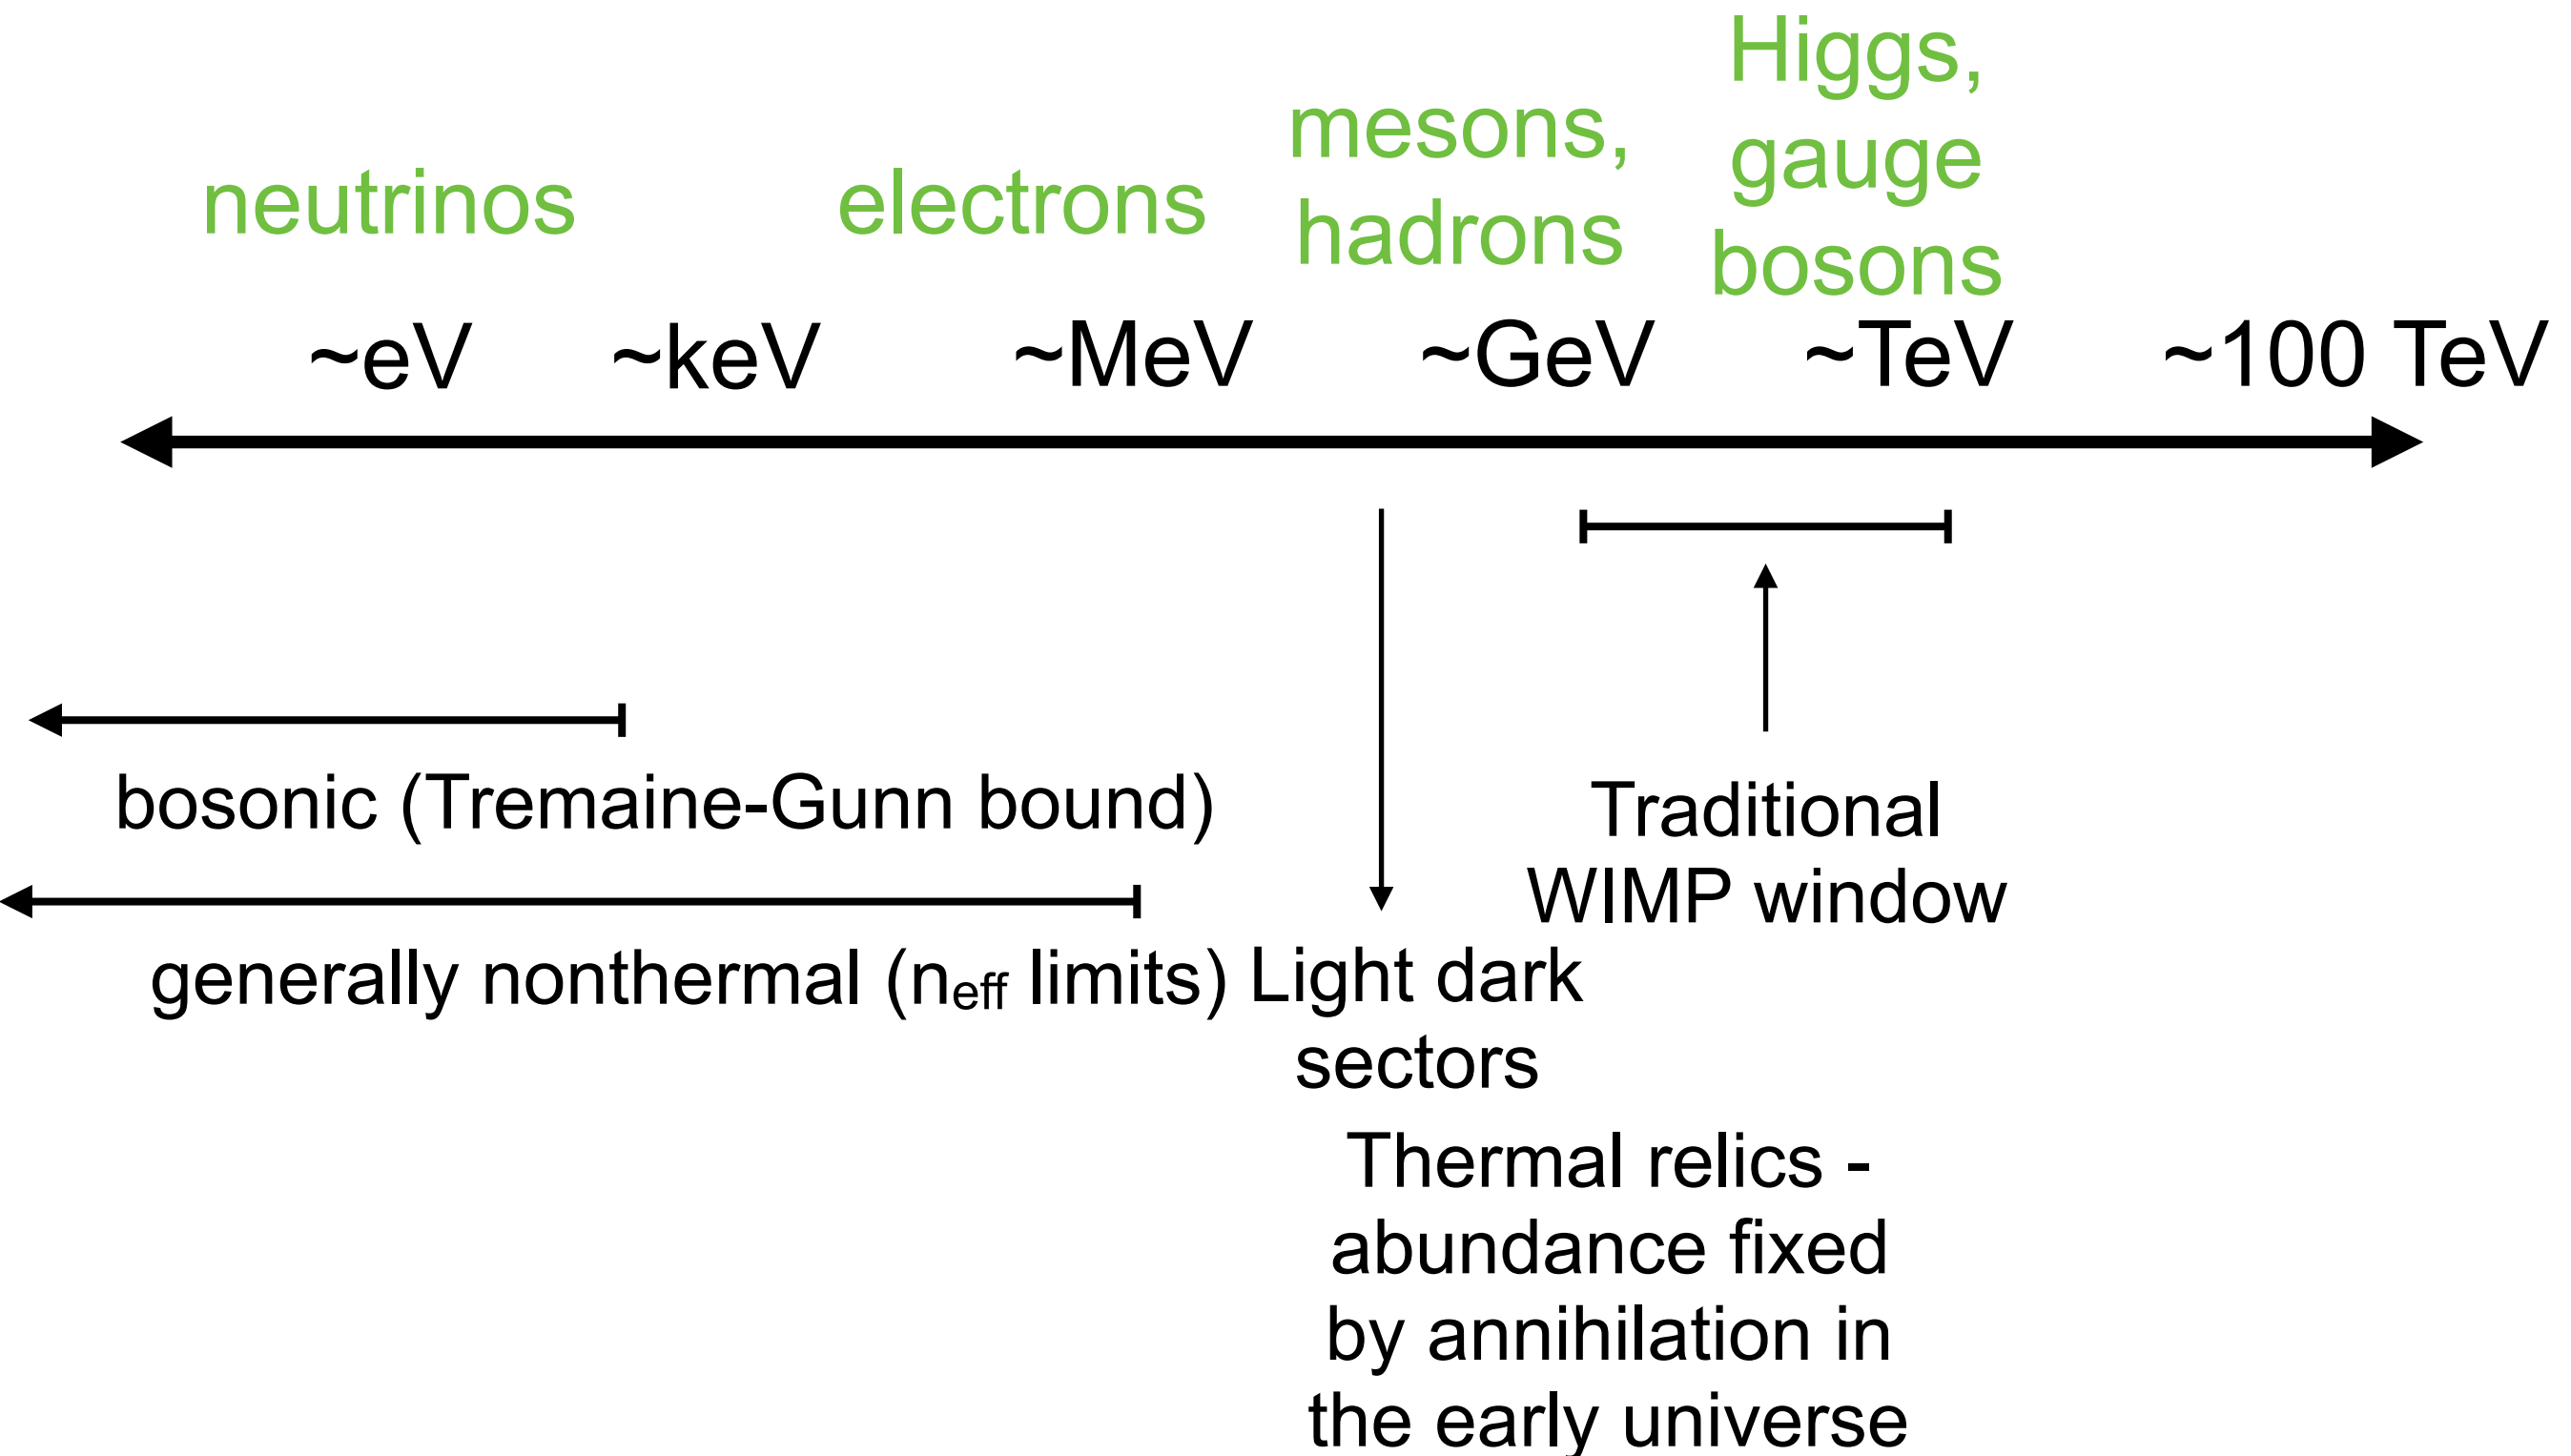 neutrinos
electrons
mesons,
hadrons
Higgs,
gauge
bosons
~eV
~keV
~MeV
~GeV
~TeV
~100 TeV
bosonic (Tremaine-Gunn bound)
generally nonthermal (neff limits)
Light dark
sectors
Traditional
WIMP window
Thermal relics -
abundance fixed
by annihilation in
the early universe